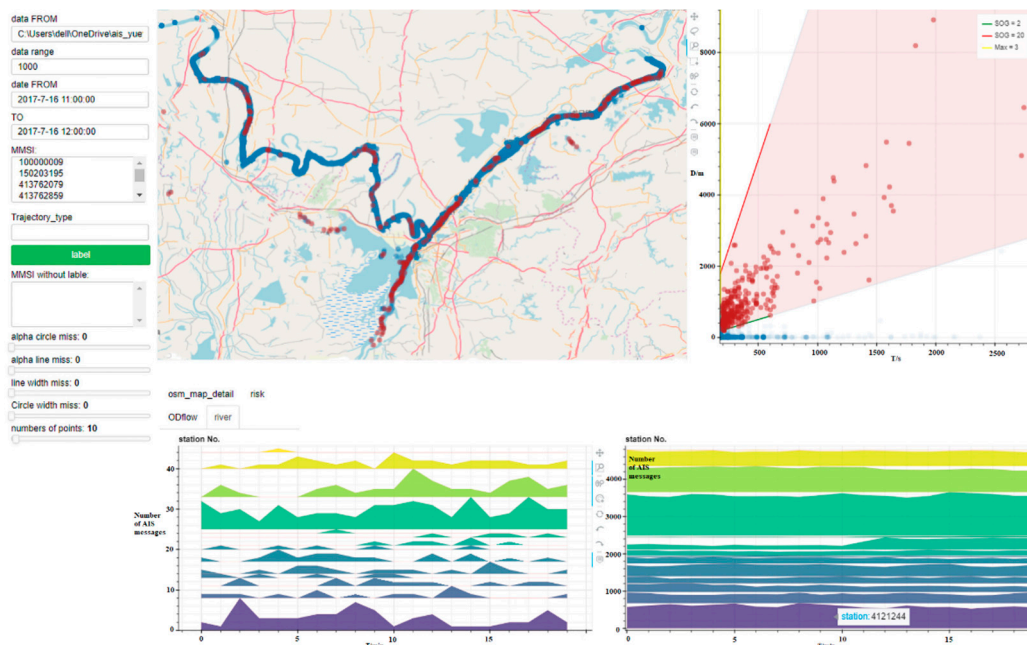 data FROM
C:\Users\dell\OneDrive\ais_yue
data range
1000
date FROM
2017-7-16 11:00:00
TO
2017-7-16 12:00:00
MMSI:
100000009
150203195
413762079
413762859
Trajectory_type
label
MMSI without lable:
alpha circle miss: 0
alpha line miss: 0
line width miss: 0
Circle width miss: 0
numbers of points: 10
SOG = 2
SOG = 20
Max = 3
8000
6000
D/m
4000
2000
0
500
1000
1500
2000
2500
T/s
osm_map_detail risk
ODflow river
station No.
40
30
Number
of AIS
messages
20
10
0
0
5
10
15
station No.
Number
of AIS
messages
4000
3000
2000
1000
0
station: 4121244
0
5
10
15